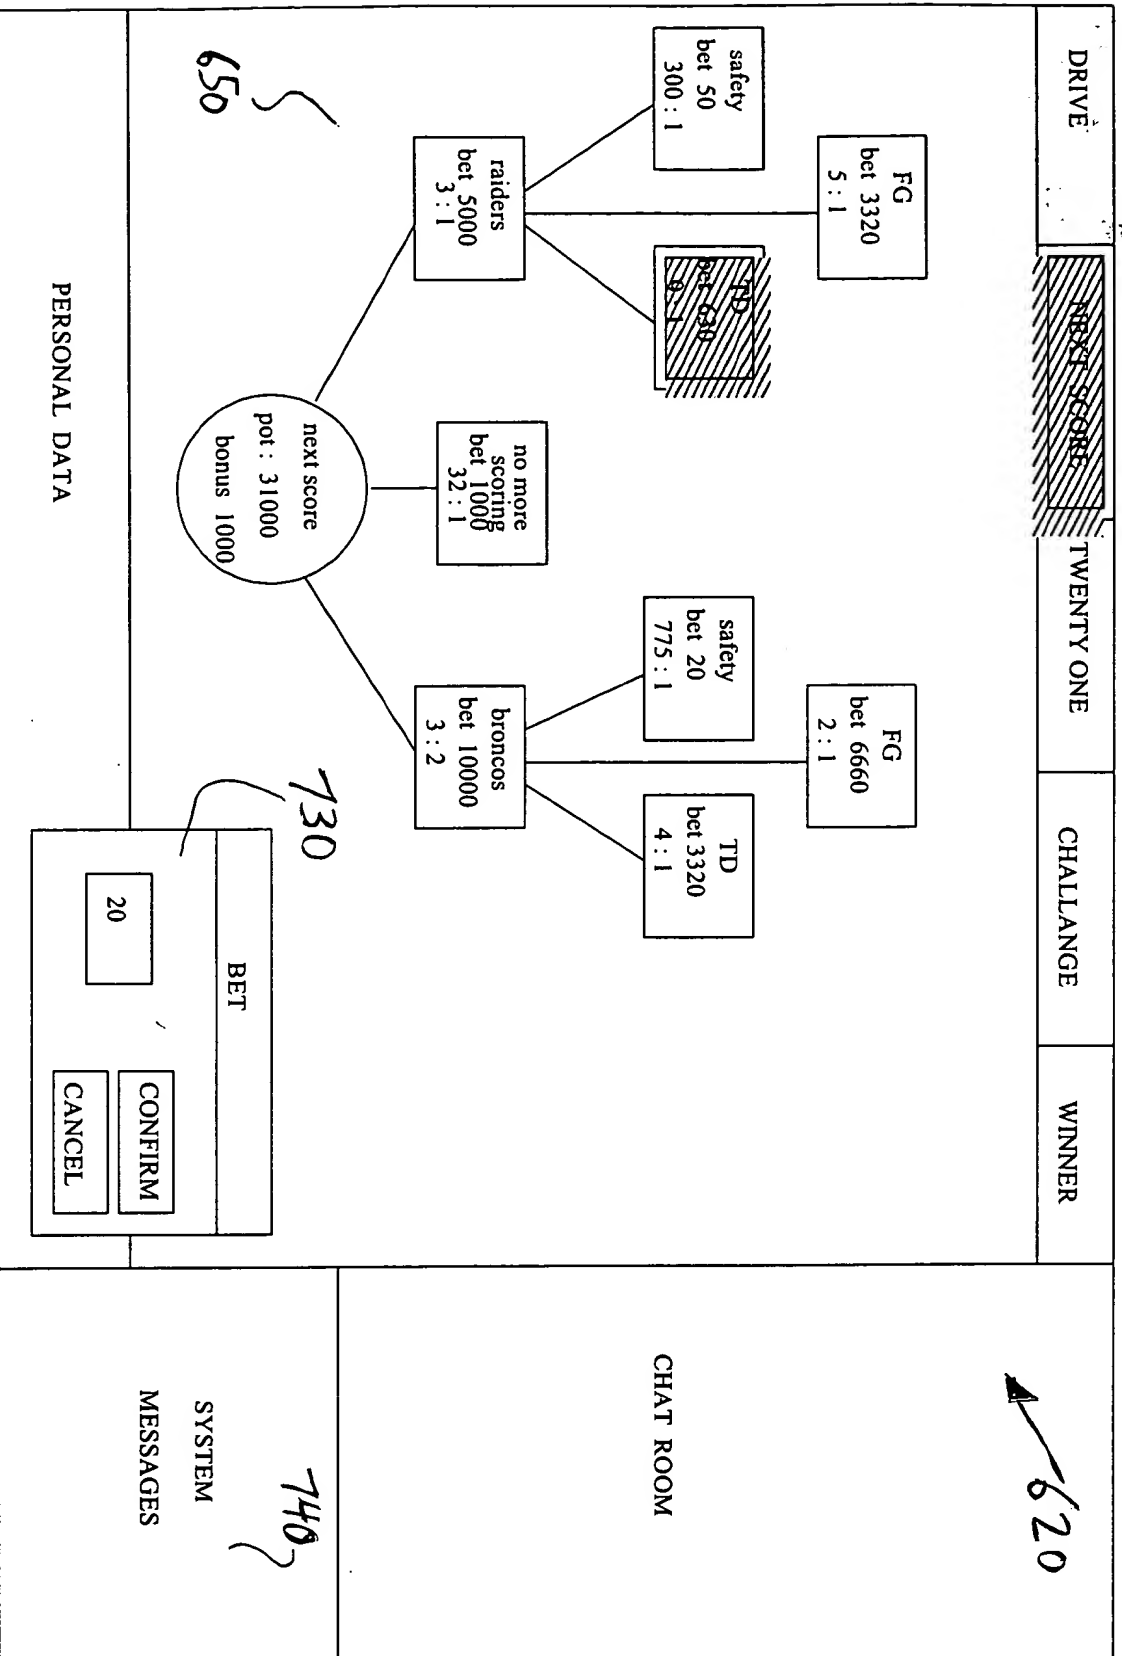 DRIVE
NEXT SCORE
TWENTY ONE
CHALLANGE
WINNER
620
FG
bet 3320
5 : 1
FG
bet 6660
2 : 1
safety
bet 50
300 : 1
TD
bet 630
safety
bet 20
775 : 1
TD
bet 3320
4 : 1
CHAT ROOM
raiders
bet 5000
3 : 1
no more
scoring
bet 1000
32 : 1
broncos
bet 10000
3 : 2
next score
pot : 31000
bonus 1000
650
730
740
BET
20
CONFIRM
CANCEL
SYSTEM
MESSAGES
PERSONAL DATA